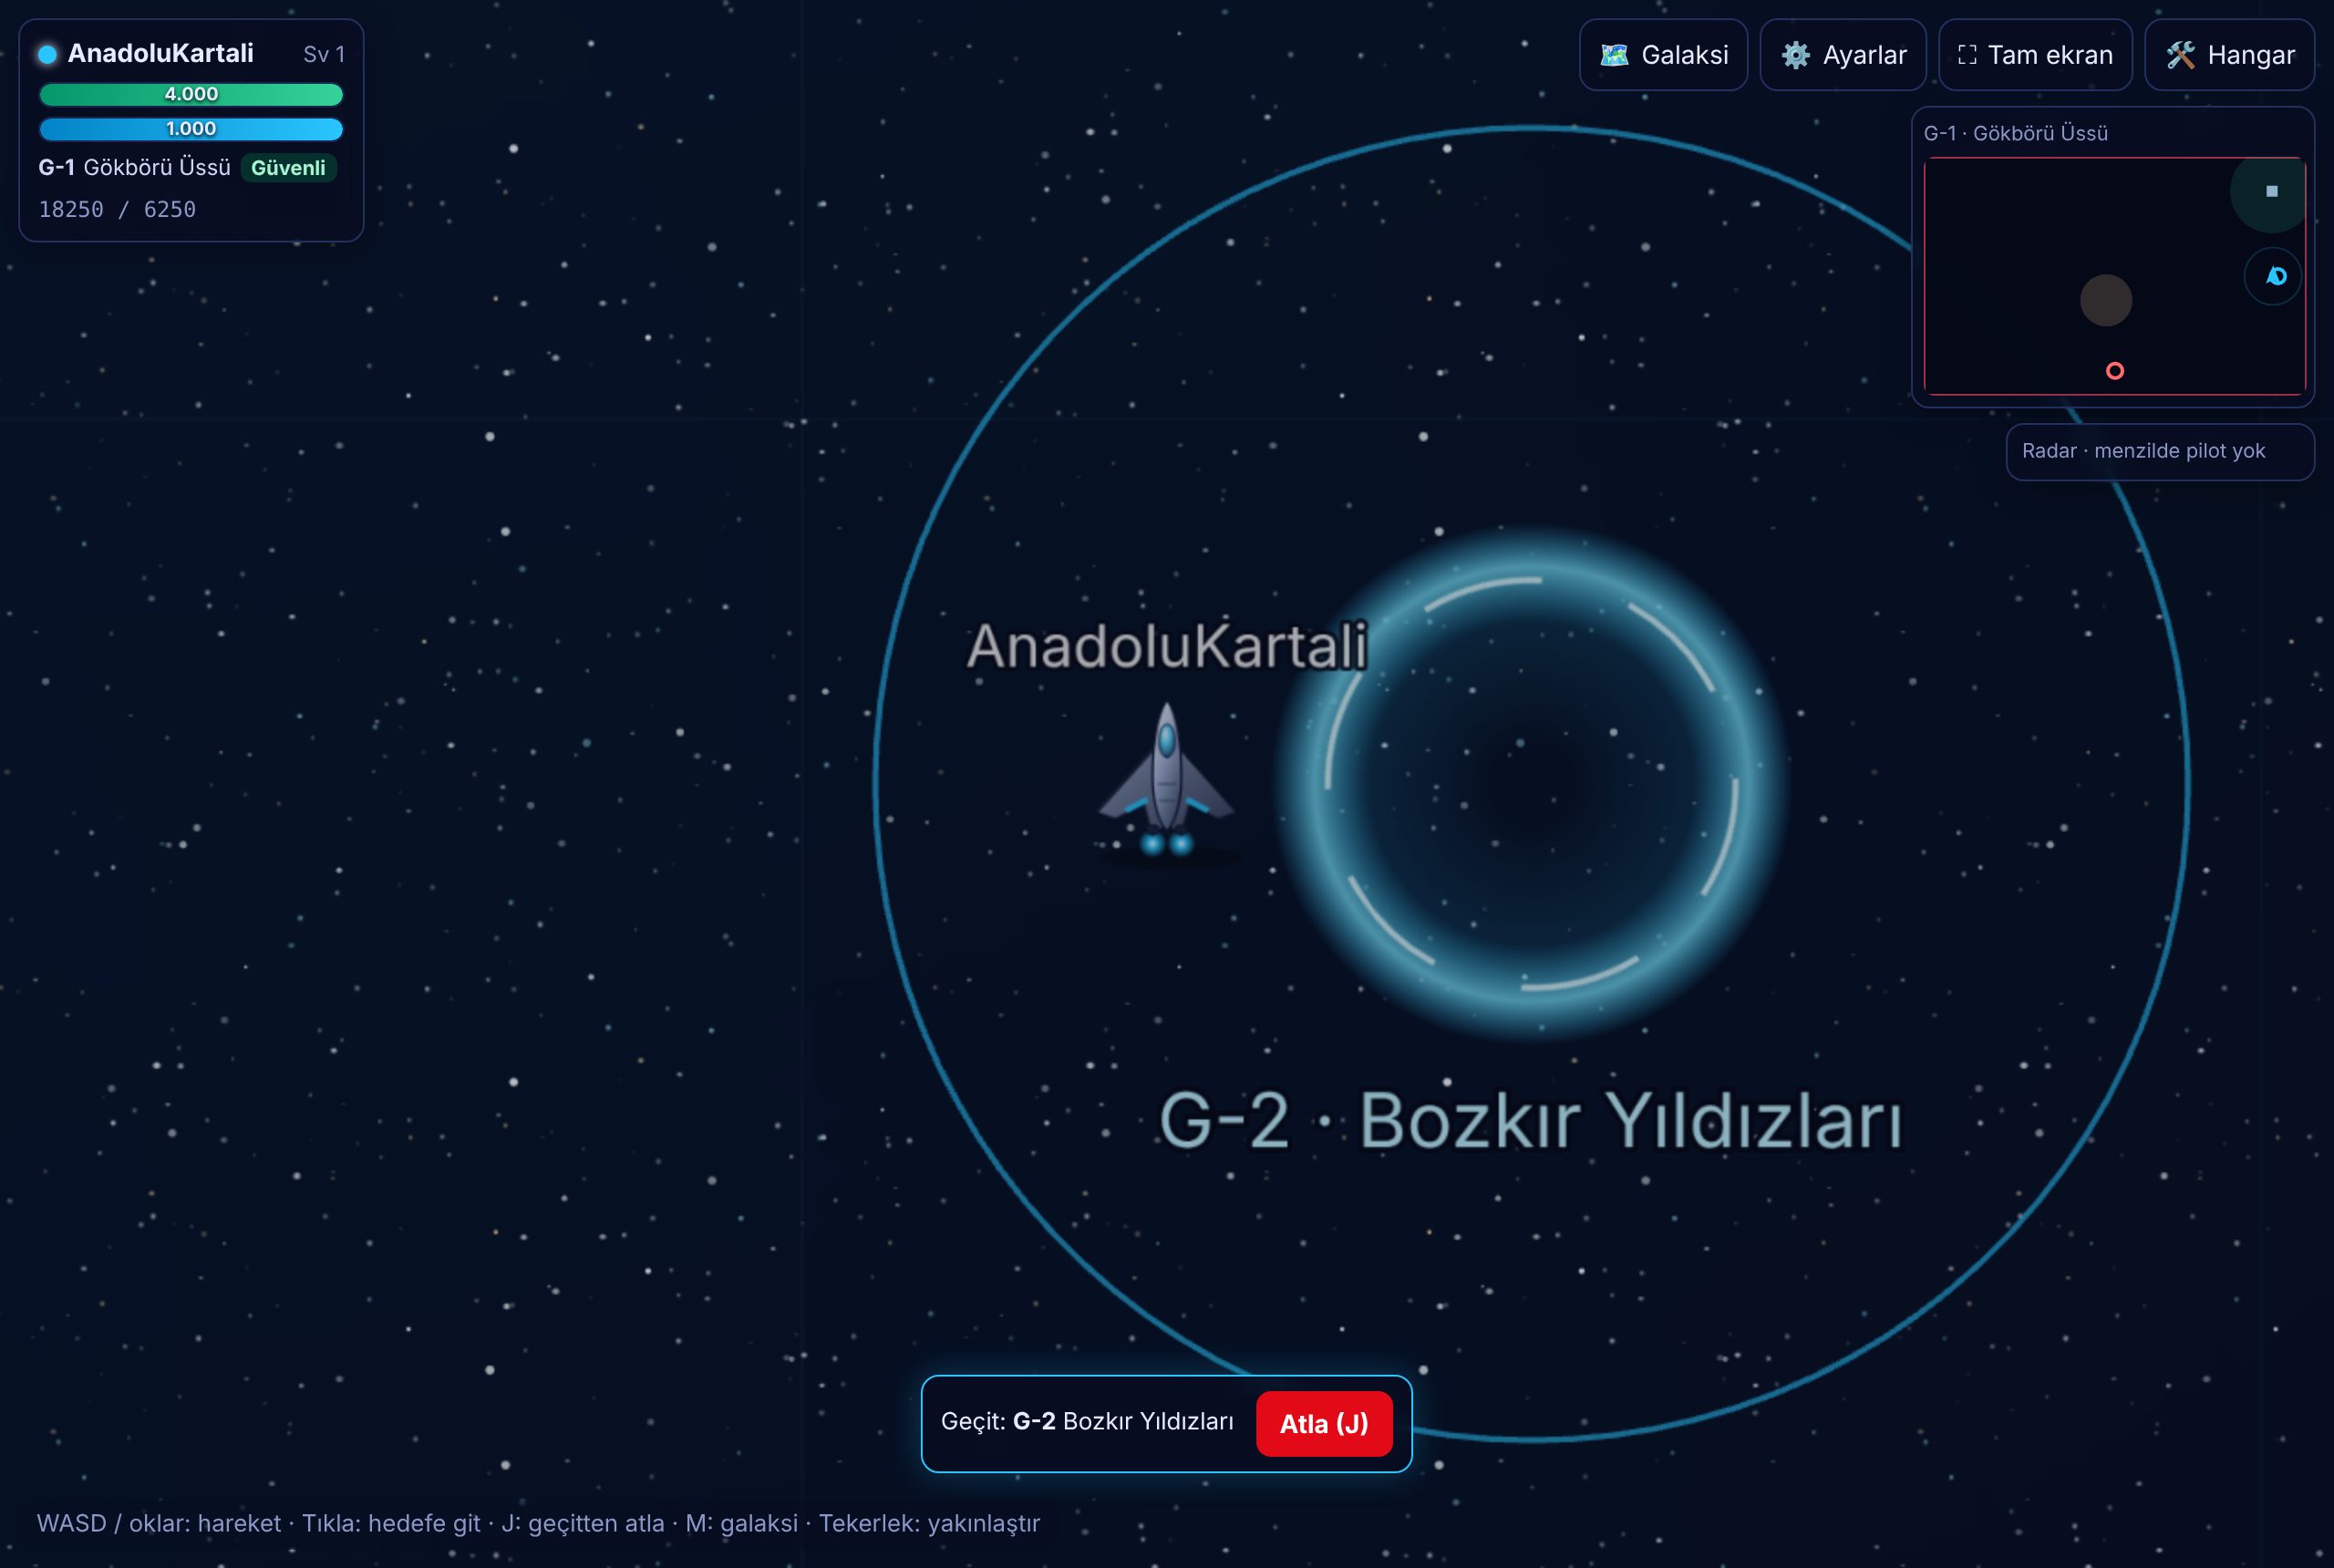 AnadoluKartali Sv 1
4.000
1.000
G-1 Gökbörü Üssü Güvenli
18250 / 6250
🗺️ Galaksi ⚙️ Ayarlar ⛶ Tam ekran 🛠️ Hangar
G-1 · Gökbörü Üssü
Radar · menzilde pilot yok
AnadoluKartali
G-2 · Bozkır Yıldızları
Geçit: G-2 Bozkır Yıldızları Atla (J)
WASD / oklar: hareket · Tıkla: hedefe git · J: geçitten atla · M: galaksi · Tekerlek: yakınlaştır